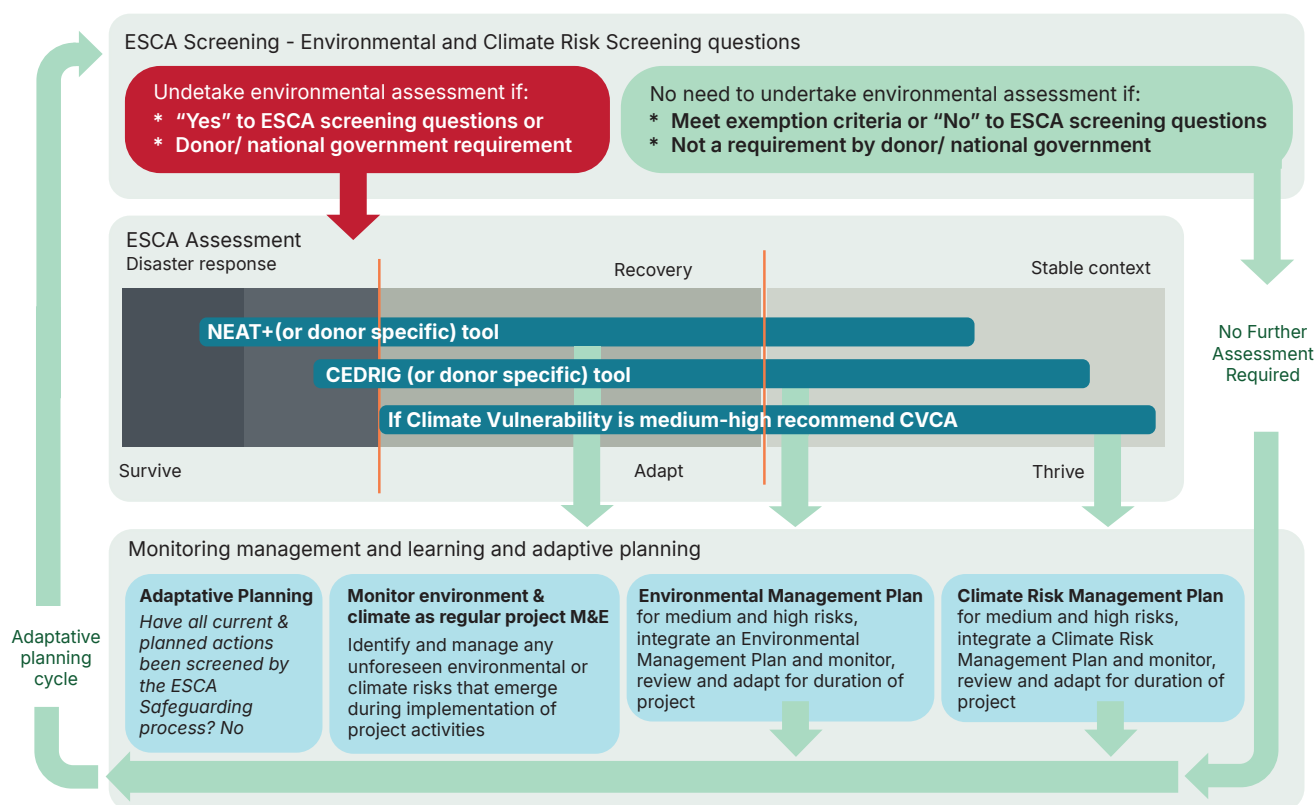 ESCA Screening - Environmental and Climate Risk Screening questions
Undetake environmental assessment if:
* “Yes” to ESCA screening questions or
* Donor/ national government requirement
No need to undertake environmental assessment if:
* Meet exemption criteria or “No” to ESCA screening questions
* Not a requirement by donor/ national government
ESCA Assessment
Disaster response
Recovery
Stable context
NEAT+(or donor specific) tool
CEDRIG (or donor specific) tool
If Climate Vulnerability is medium-high recommend CVCA
Survive
Adapt
Thrive
No Further
Assessment
Required
Monitoring management and learning and adaptive planning
Adaptative Planning
Have all current &
planned actions
been screened by
the ESCA
Safeguarding
process? No
Monitor environment &
climate as regular project M&E
Identify and manage any
unforeseen environmental or
climate risks that emerge
during implementation of
project activities
Environmental Management Plan
for medium and high risks,
integrate an Environmental
Management Plan and monitor,
review and adapt for duration of
project
Climate Risk Management Plan
for medium and high risks,
integrate a Climate Risk
Management Plan and monitor,
review and adapt for duration of
project
Adaptative
planning
cycle